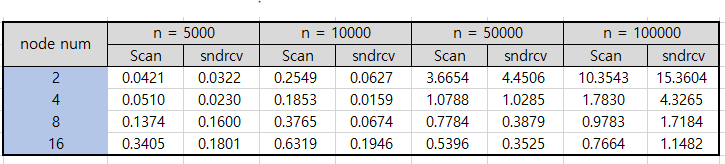 node num n = 5000 n = 10000 n = 50000 n = 100000
Scan sndrcv Scan sndrcv Scan sndrcv Scan sndrcv
2 0.0421 0.0322 0.2549 0.0627 3.6654 4.4506 10.3543 15.3604
4 0.0510 0.0230 0.1853 0.0159 1.0788 1.0285 1.7830 4.3265
8 0.1374 0.1600 0.3765 0.0674 0.7784 0.3879 0.9783 1.7184
16 0.3405 0.1801 0.6319 0.1946 0.5396 0.3525 0.7664 1.1482